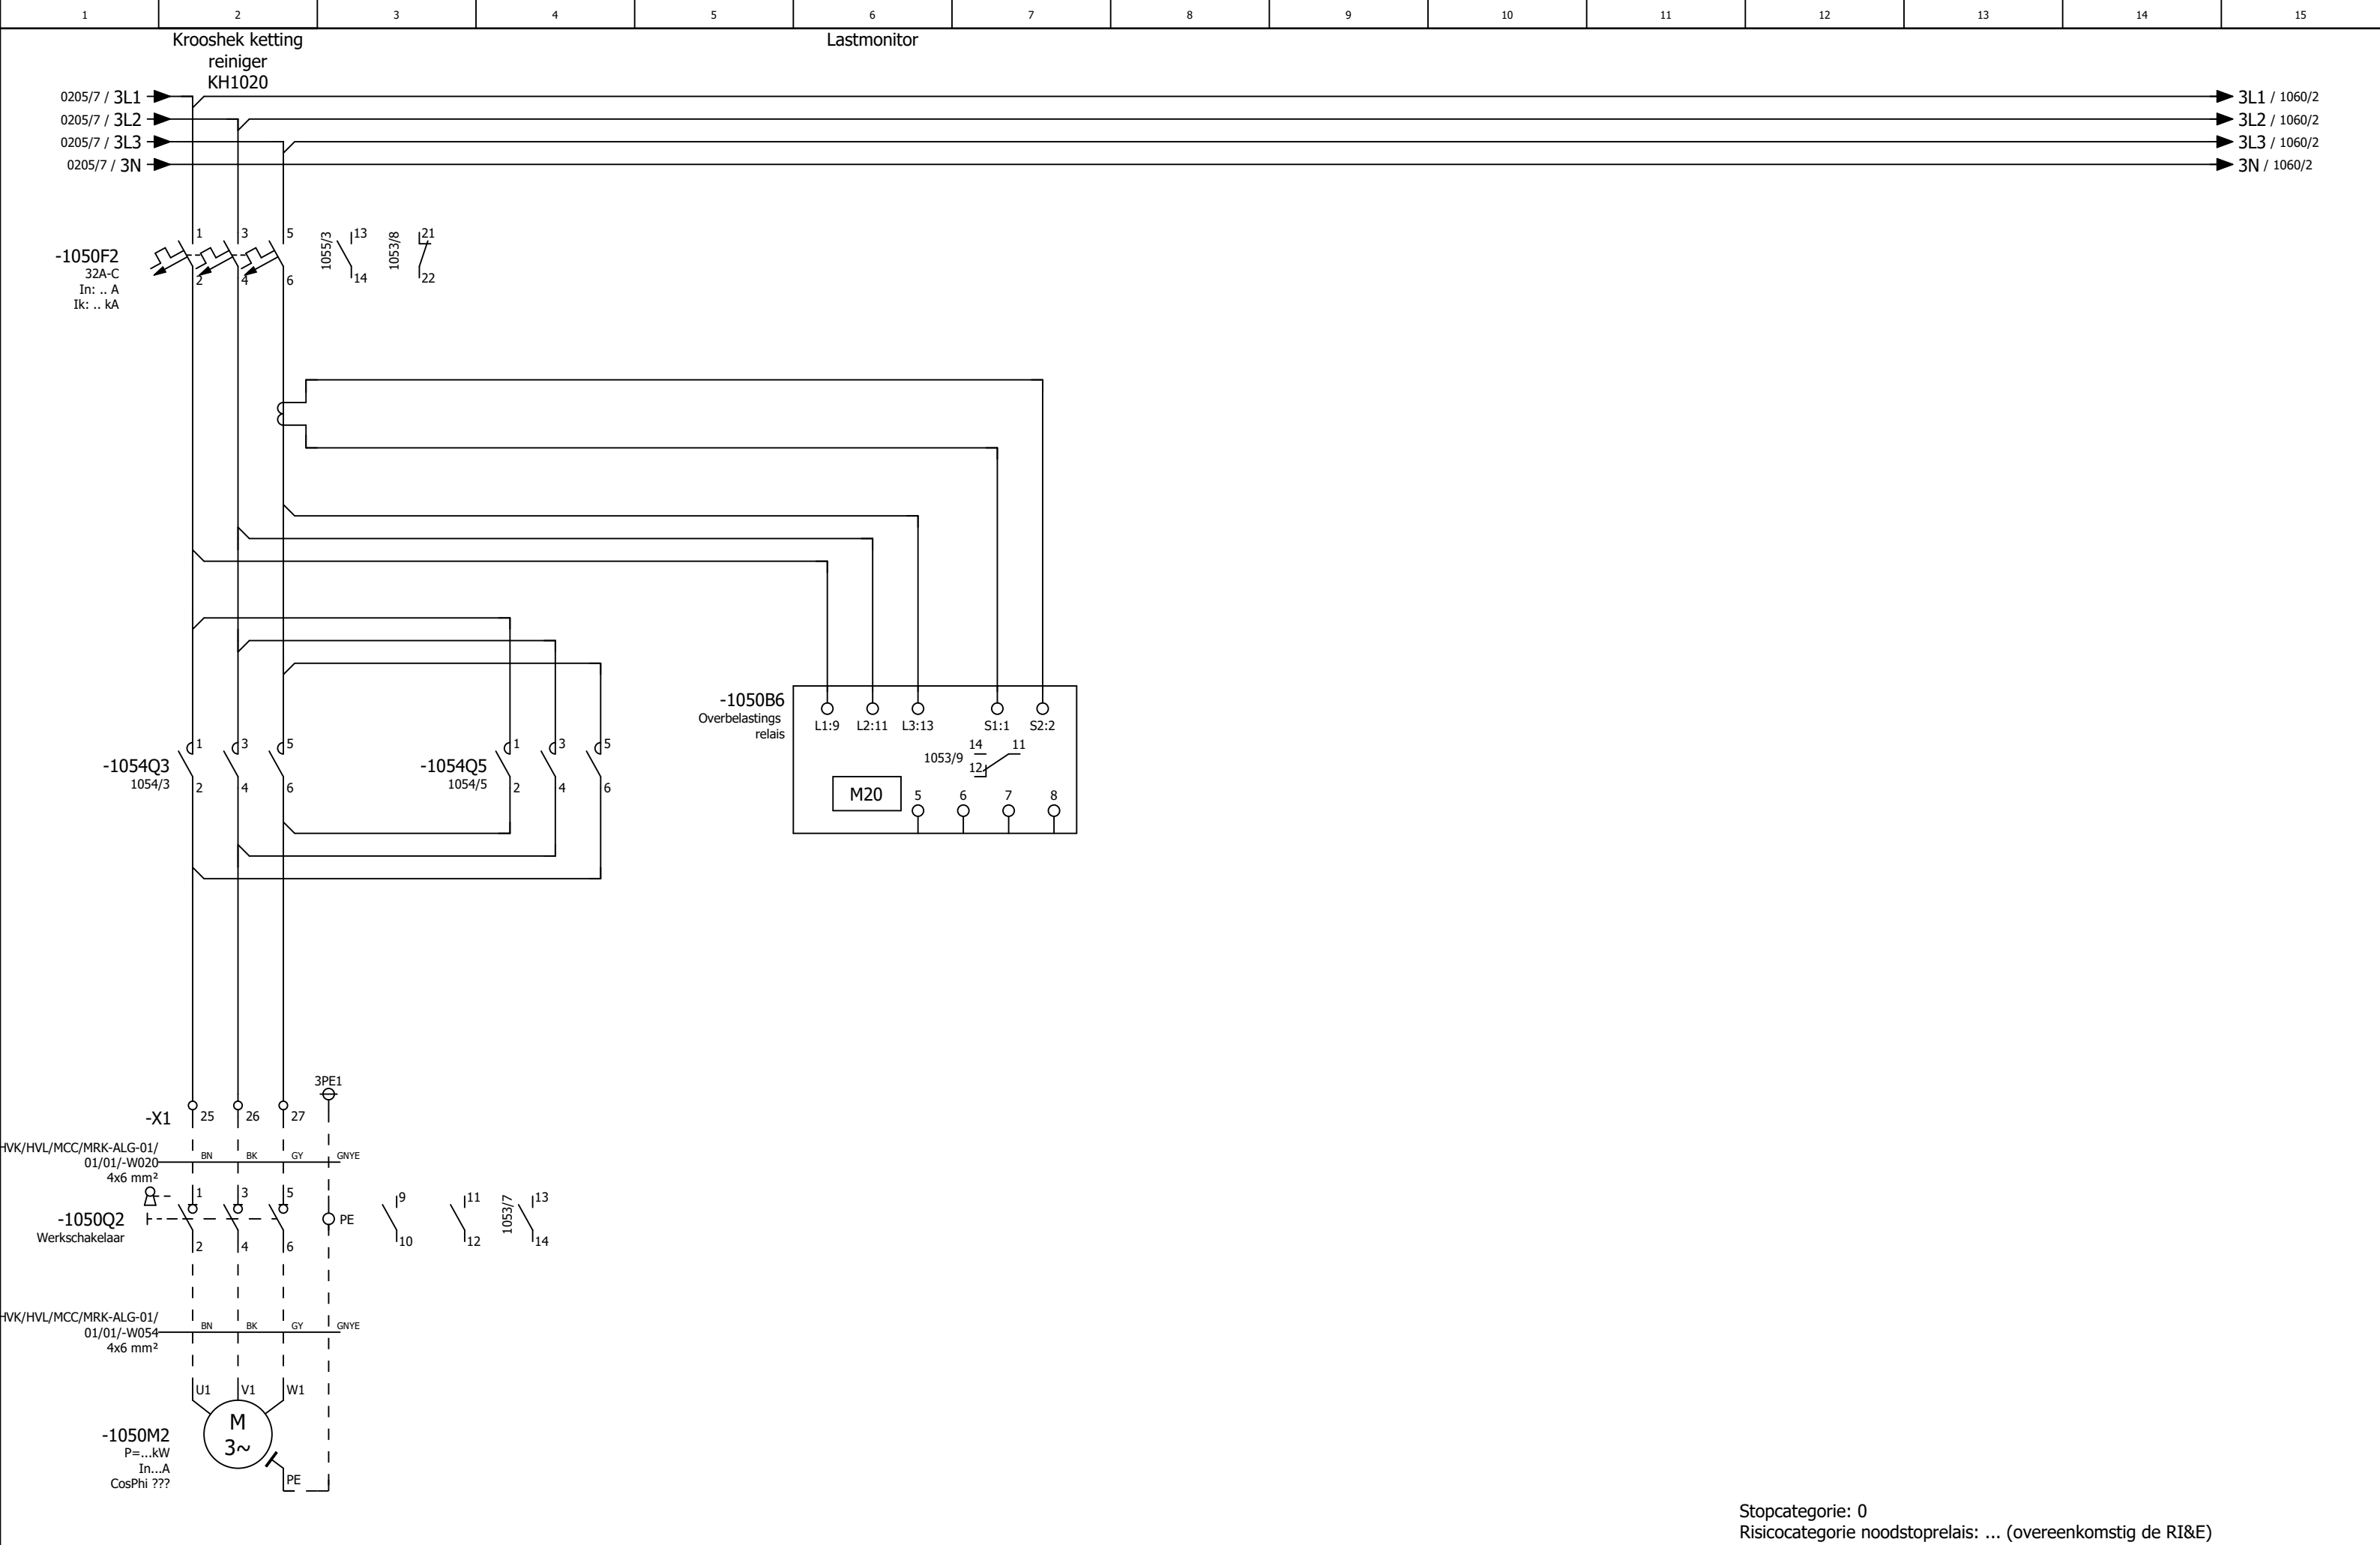 1 2 3 4 5 6 7 8 9 10 11 12 13 14 15
Krooshek ketting
reiniger
KH1020
Lastmonitor
0205/7 / 3L1
3L1 / 1060/2
0205/7 / 3L2
3L2 / 1060/2
0205/7 / 3L3
3L3 / 1060/2
0205/7 / 3N
3N / 1060/2
-1050F2
32A-C
In: .. A
Ik: .. kA
1 3 5
2 4 6
1055/3
13
14
1053/8
21
22
-1050B6
Overbelastings
relais
L1:9 L2:11 L3:13 S1:1 S2:2
1053/9
14 11
12
M20
5 6 7 8
-1054Q3
1054/3
1 3 5
2 4 6
-1054Q5
1054/5
1 3 5
2 4 6
3PE1
-X1
25 26 27
HVK/HVL/MCC/MRK-ALG-01/
01/01/-W020
4x6 mm²
BN BK GY GNYE
-1050Q2
Werkschakelaar
1 3 5
2 4 6
PE
9
10
11
12
1053/7
13
14
HVK/HVL/MCC/MRK-ALG-01/
01/01/-W054
4x6 mm²
BN BK GY GNYE
U1 V1 W1
M
3~
-1050M2
P=...kW
In...A
CosPhi ???
PE
Stopcategorie: 0
Risicocategorie noodstoprelais: ... (overeenkomstig de RI&E)